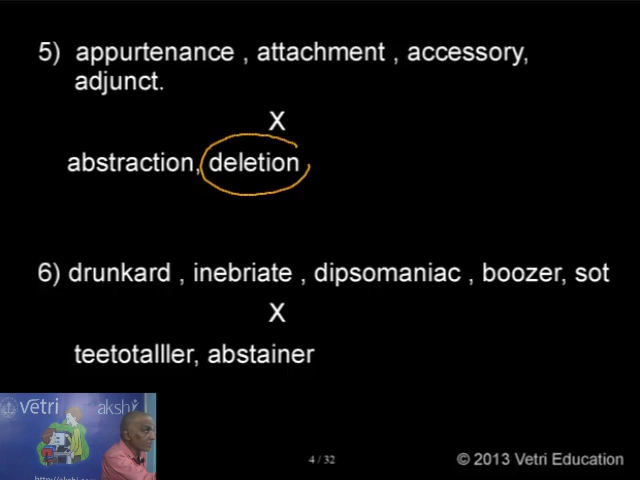 5) appurtenance , attachment , accessory,
adjunct.
X
abstraction, deletion
6) drunkard , inebriate , dipsomaniac , boozer, sot
X
teetotalller, abstainer
vetri akshi
4 / 32
© 2013 Vetri Education